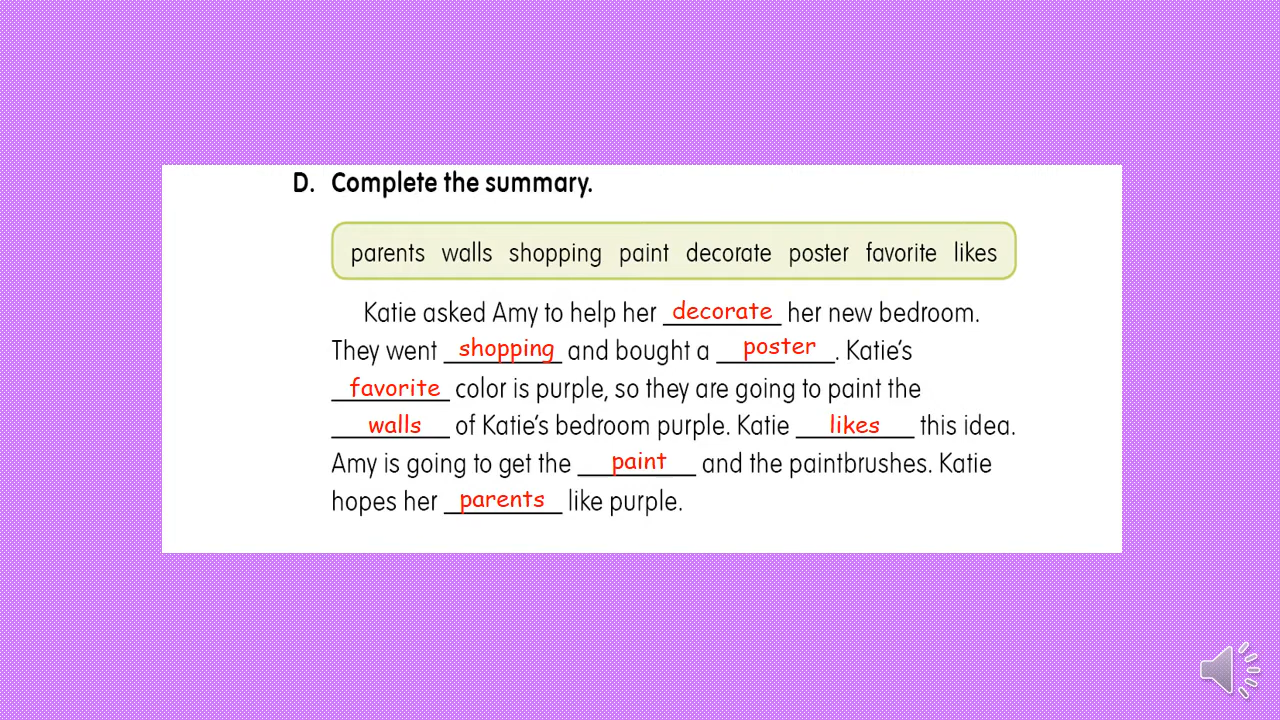 D. Complete the summary.
parents walls shopping paint decorate poster favorite likes
Katie asked Amy to help her decorate her new bedroom.
They went shopping and bought a poster. Katie's
favorite color is purple, so they are going to paint the
walls of Katie's bedroom purple. Katie likes this idea.
Amy is going to get the paint and the paintbrushes. Katie
hopes her parents like purple.